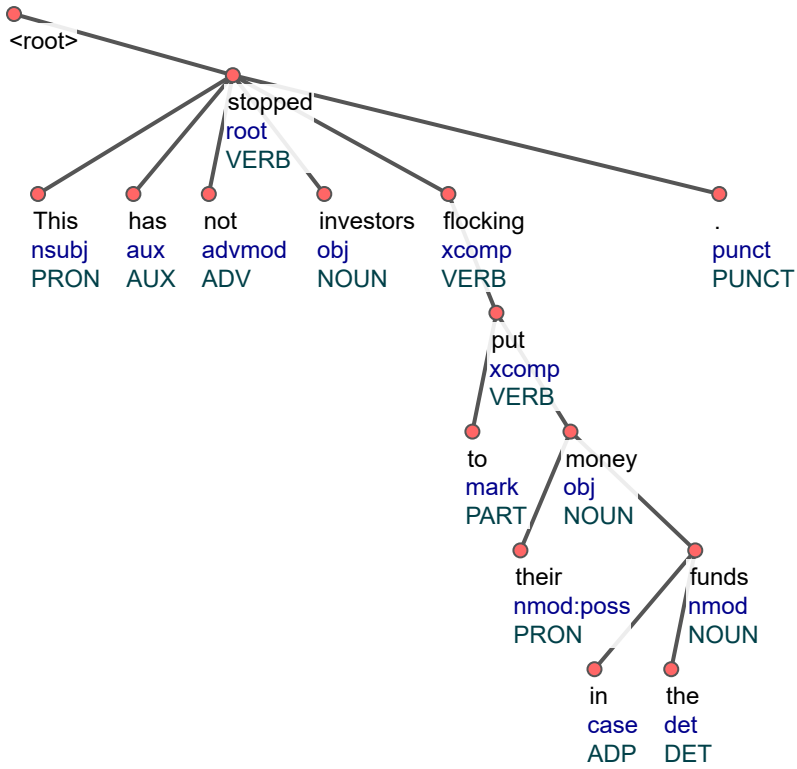 <root>
stopped
root
VERB
This has not investors flocking .
nsubj aux advmod obj xcomp punct
PRON AUX ADV NOUN VERB PUNCT
put
xcomp
VERB
to money
mark obj
PART NOUN
their funds
nmod:poss nmod
PRON NOUN
in the
case det
ADP DET